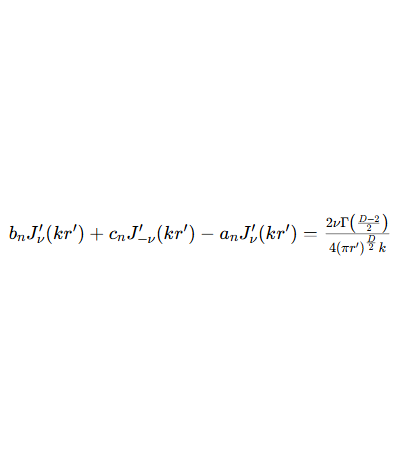 b_n J'_ν(kr') + c_n J'_{-ν}(kr') − a_n J'_ν(kr') = \frac{2νΓ(\frac{D−2}{2})}{4(πr')^{\frac{D}{2}} k}